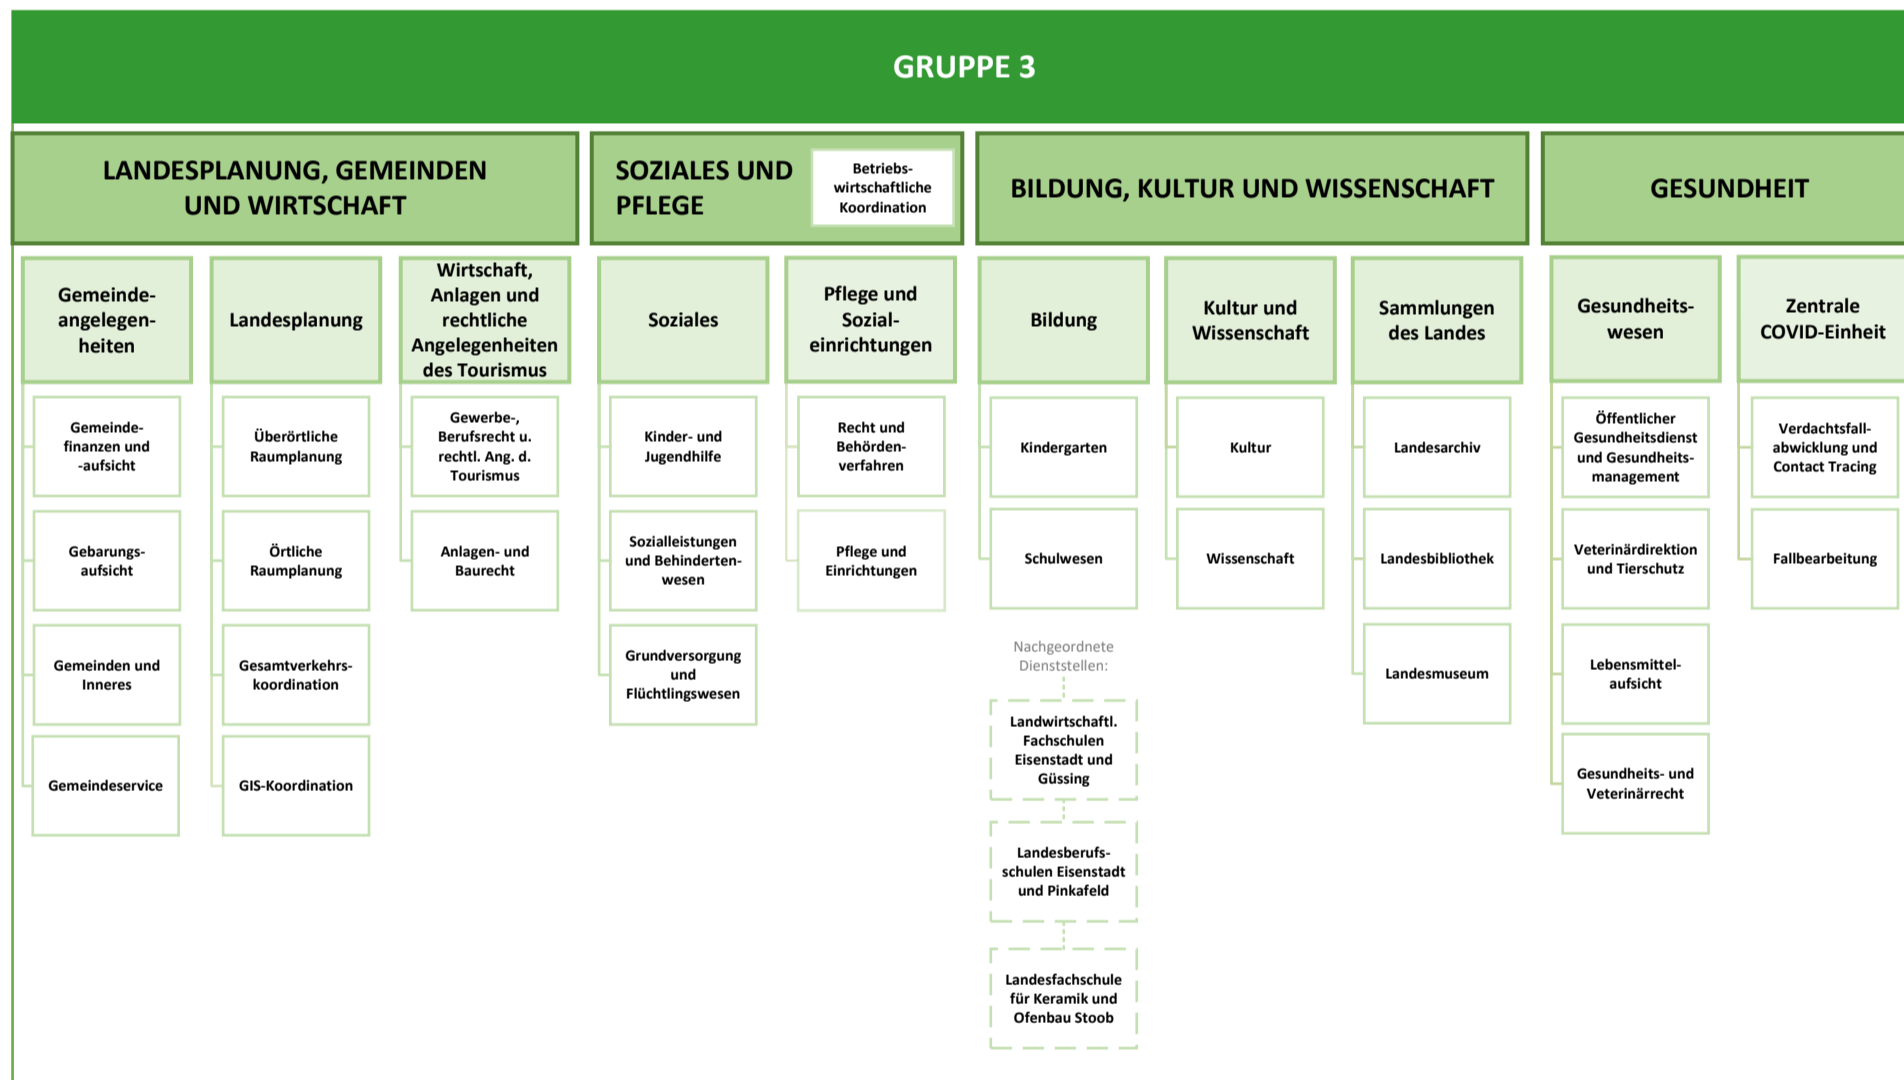 GRUPPE 3
LANDESPLANUNG, GEMEINDEN
UND WIRTSCHAFT
Gemeinde-
angelegen-
heiten
Gemeinde-
finanzen und
-aufsicht
Gebarungs-
aufsicht
Gemeinden und
Inneres
Gemeindeservice
Landesplanung
Überörtliche
Raumplanung
Örtliche
Raumplanung
Gesamtverkehrs-
koordination
GIS-Koordination
Wirtschaft,
Anlagen und
rechtliche
Angelegenheiten
des Tourismus
Gewerbe-,
Berufsrecht u.
rechtl. Ang. d.
Tourismus
Anlagen- und
Baurecht
SOZIALES UND
PFLEGE
Betriebs-
wirtschaftliche
Koordination
Soziales
Kinder- und
Jugendhilfe
Sozialleistungen
und Behinderten-
wesen
Grundversorgung
und
Flüchtlingswesen
Pflege und
Sozial-
einrichtungen
Recht und
Behörden-
verfahren
Pflege und
Einrichtungen
BILDUNG, KULTUR UND WISSENSCHAFT
Bildung
Kindergarten
Schulwesen
Nachgeordnete
Dienststellen:
Landwirtschaftl.
Fachschulen
Eisenstadt und
Güssing
Landesberufs-
schulen Eisenstadt
und Pinkafeld
Landesfachschule
für Keramik und
Ofenbau Stoob
Kultur und
Wissenschaft
Kultur
Wissenschaft
Sammlungen
des Landes
Landesarchiv
Landesbibliothek
Landesmuseum
GESUNDHEIT
Gesundheits-
wesen
Öffentlicher
Gesundheitsdienst
und Gesundheits-
management
Veterinärdirektion
und Tierschutz
Lebensmittel-
aufsicht
Gesundheits- und
Veterinärrecht
Zentrale
COVID-Einheit
Verdachtsfall-
abwicklung und
Contact Tracing
Fallbearbeitung